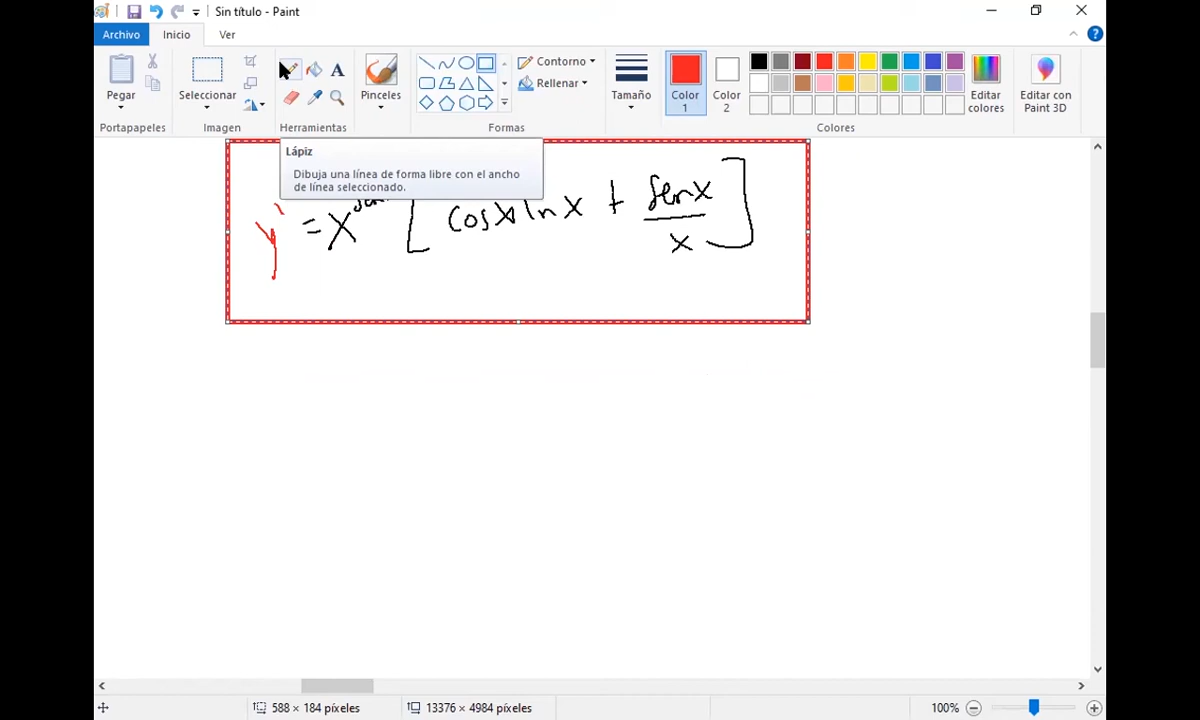 Sin título - Paint
Archivo Inicio Ver
Pegar Seleccionar A Pinceles Contorno Rellenar Tamaño Color 1 Color 2 Editar colores Editar con Paint 3D
Portapapeles Imagen Herramientas Formas Colores
Lápiz
Dibuja una línea de forma libre con el ancho
de línea seleccionado.
y' = x [ cosx ln x + senx/x ]
588 × 184 píxeles 13376 × 4984 píxeles 100%